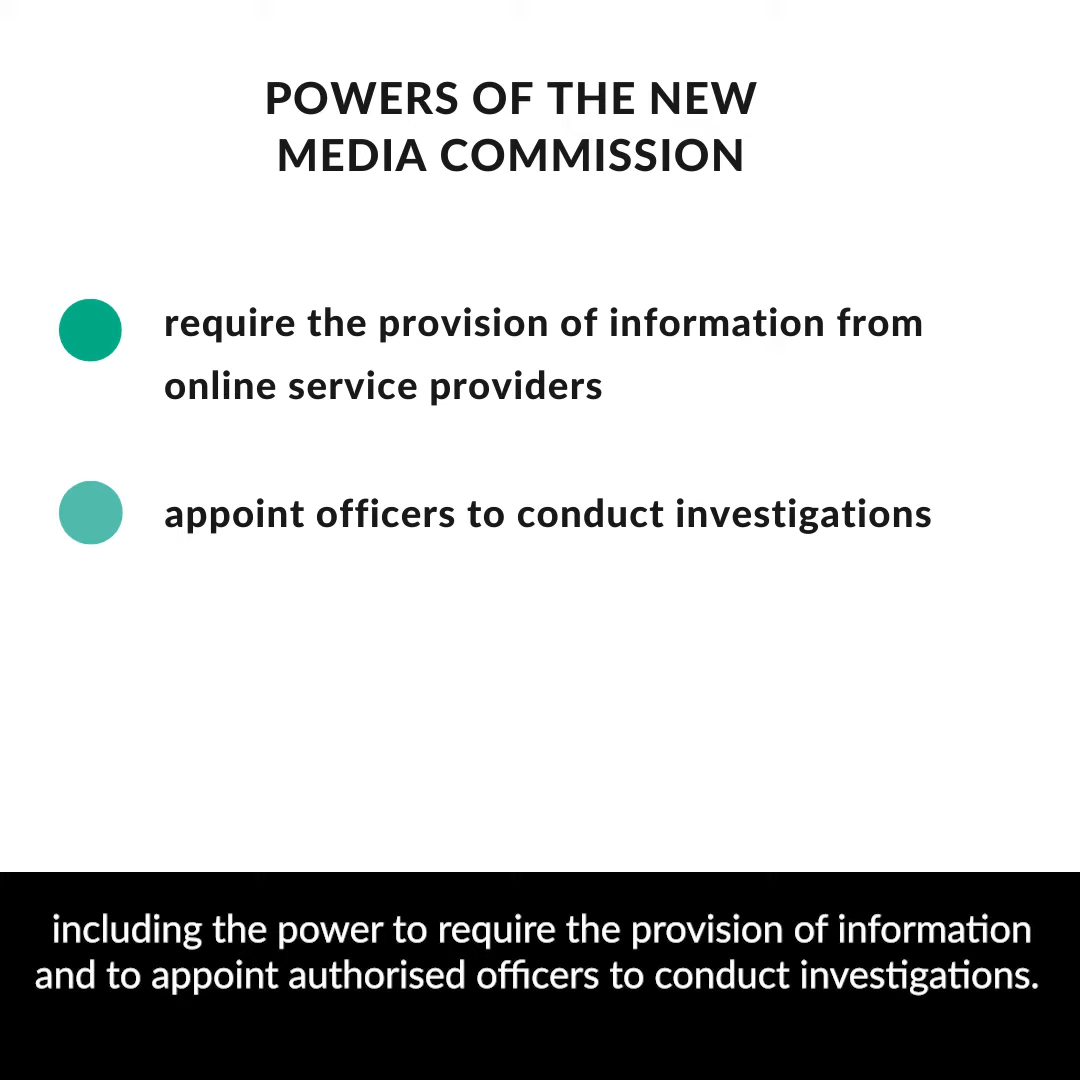 POWERS OF THE NEW
MEDIA COMMISSION
require the provision of information from
online service providers
appoint officers to conduct investigations
including the power to require the provision of information
and to appoint authorised officers to conduct investigations.